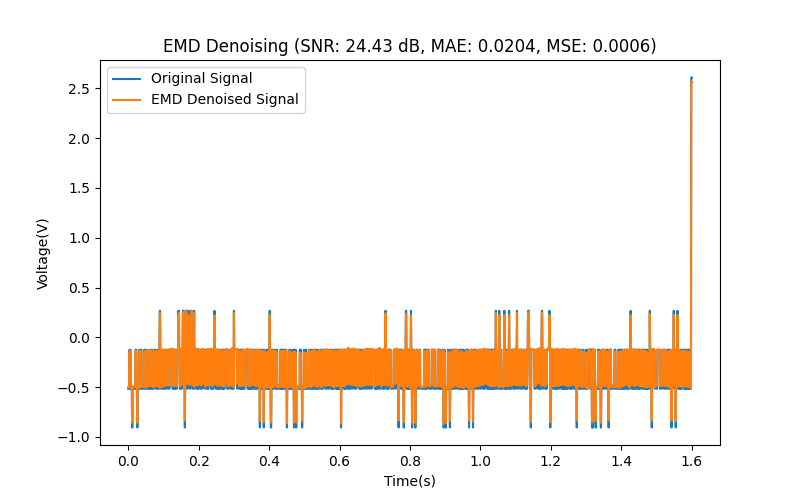 EMD Denoising (SNR: 24.43 dB, MAE: 0.0204, MSE: 0.0006)
Original Signal
EMD Denoised Signal
2.5
2.0
1.5
1.0
0.5
0.0
−0.5
−1.0
Voltage(V)
0.0 0.2 0.4 0.6 0.8 1.0 1.2 1.4 1.6
Time(s)